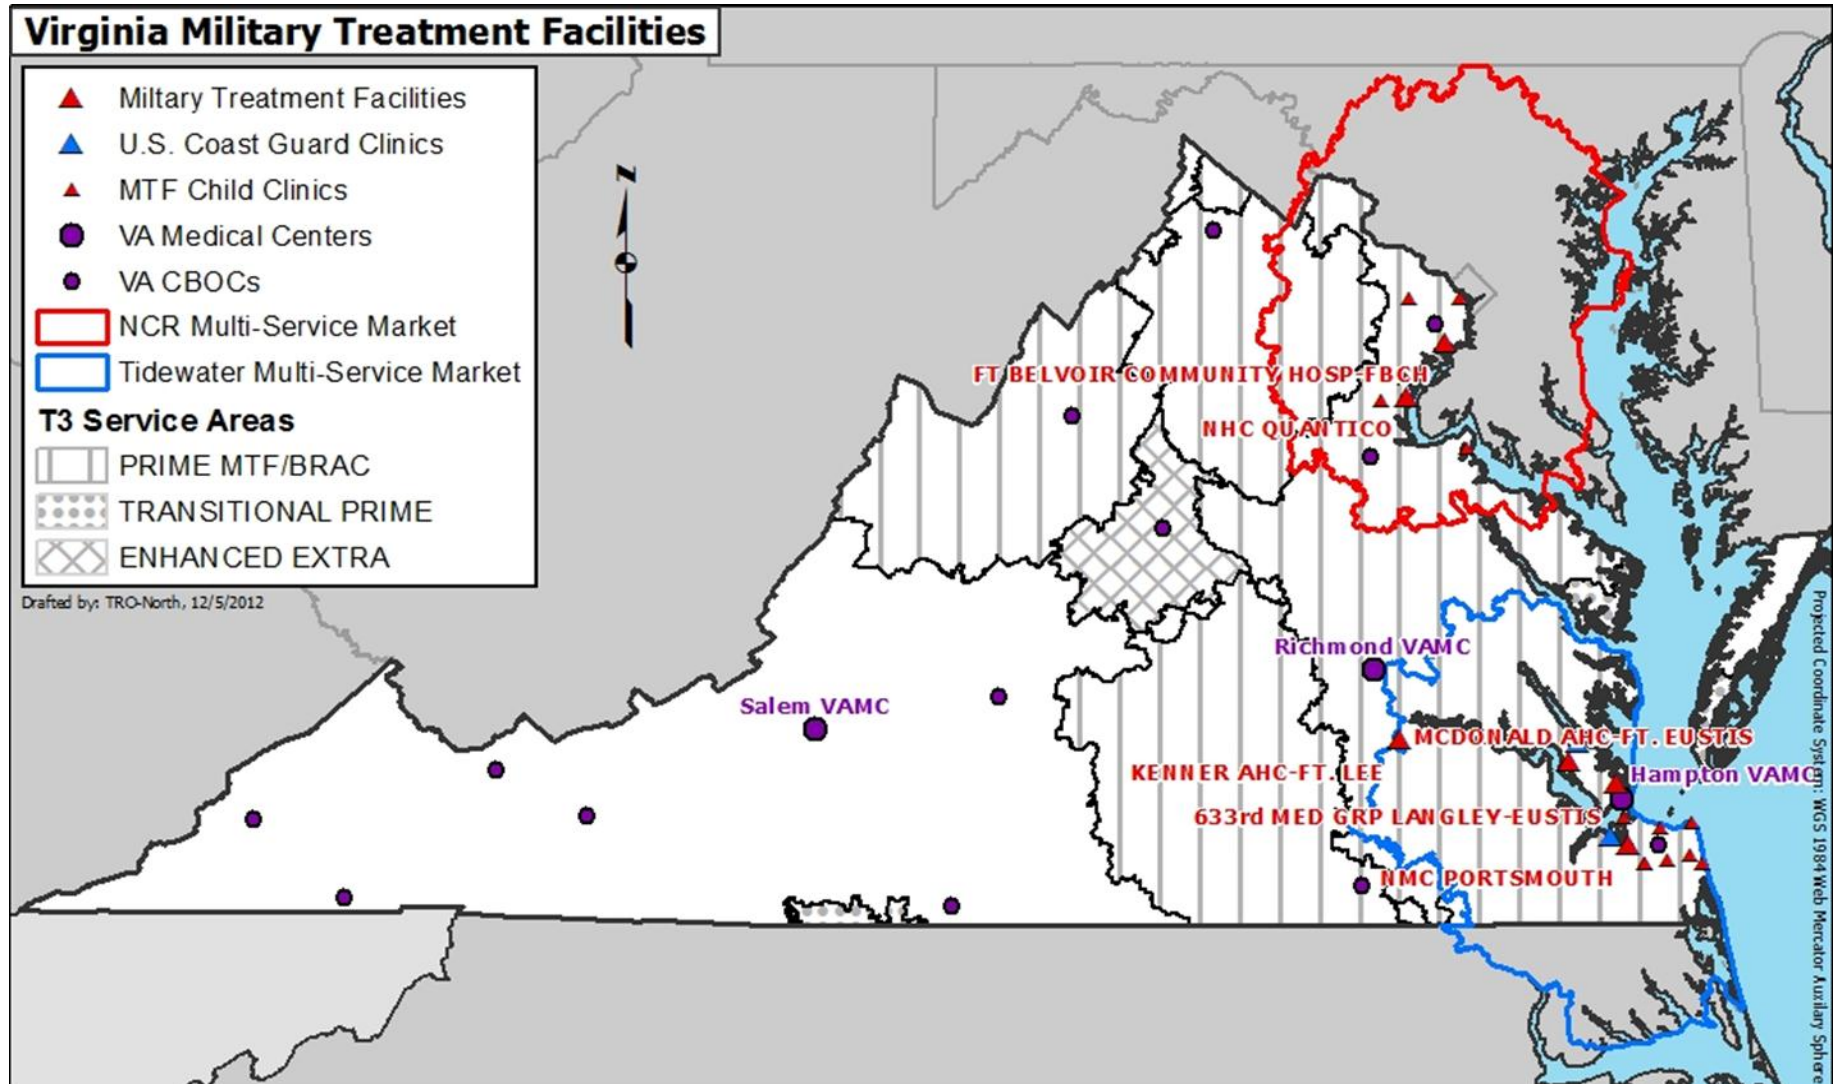 Virginia Military Treatment Facilities
Miltary Treatment Facilities
U.S. Coast Guard Clinics
MTF Child Clinics
VA Medical Centers
VA CBOCs
NCR Multi-Service Market
Tidewater Multi-Service Market
T3 Service Areas
PRIME MTF/BRAC
TRANSITIONAL PRIME
ENHANCED EXTRA
Drafted by: TRO-North, 12/5/2012
N
FT BELVOIR COMMUNITY HOSP-FBCH
NHC QUANTICO
Richmond VAMC
Salem VAMC
MCDONALD AHC-FT. EUSTIS
KENNER AHC-FT. LEE
Hampton VAMC
633rd MED GRP LANGLEY-EUSTIS
NMC PORTSMOUTH
Projected Coordinate System: WGS 1984 Web Mercator Auxilary Sphere